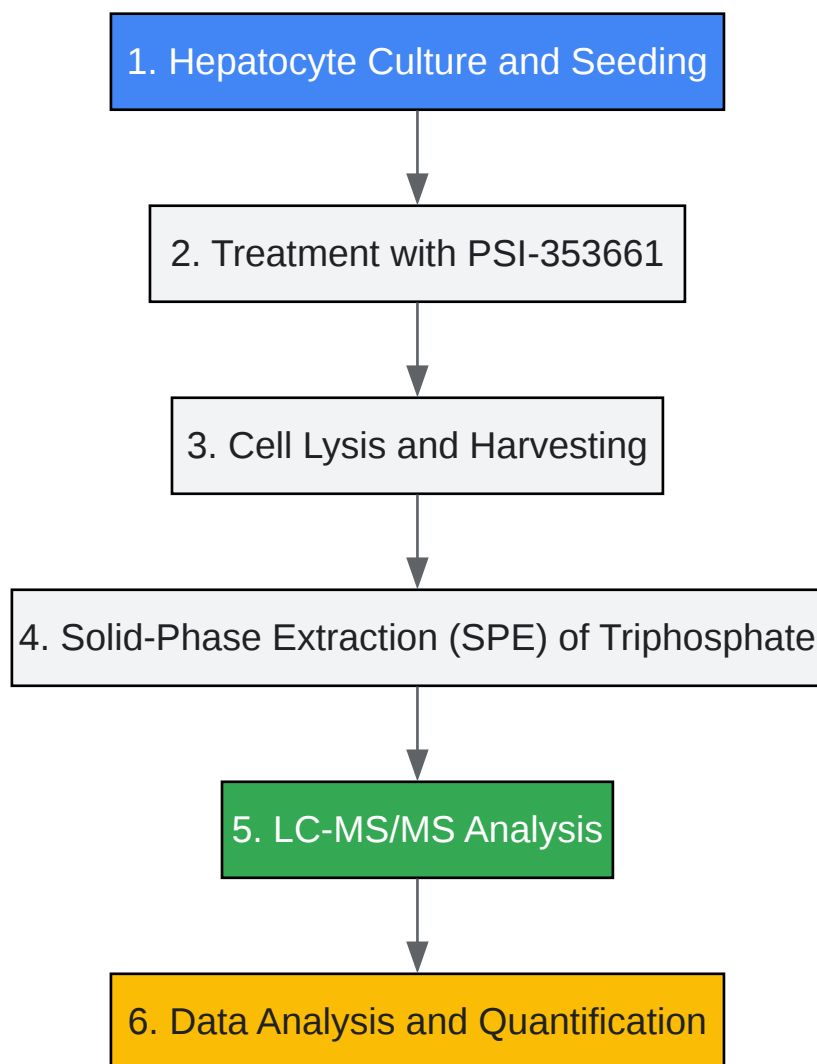 1. Hepatocyte Culture and Seeding
2. Treatment with PSI-353661
3. Cell Lysis and Harvesting
4. Solid-Phase Extraction (SPE) of Triphosphate
5. LC-MS/MS Analysis
6. Data Analysis and Quantification